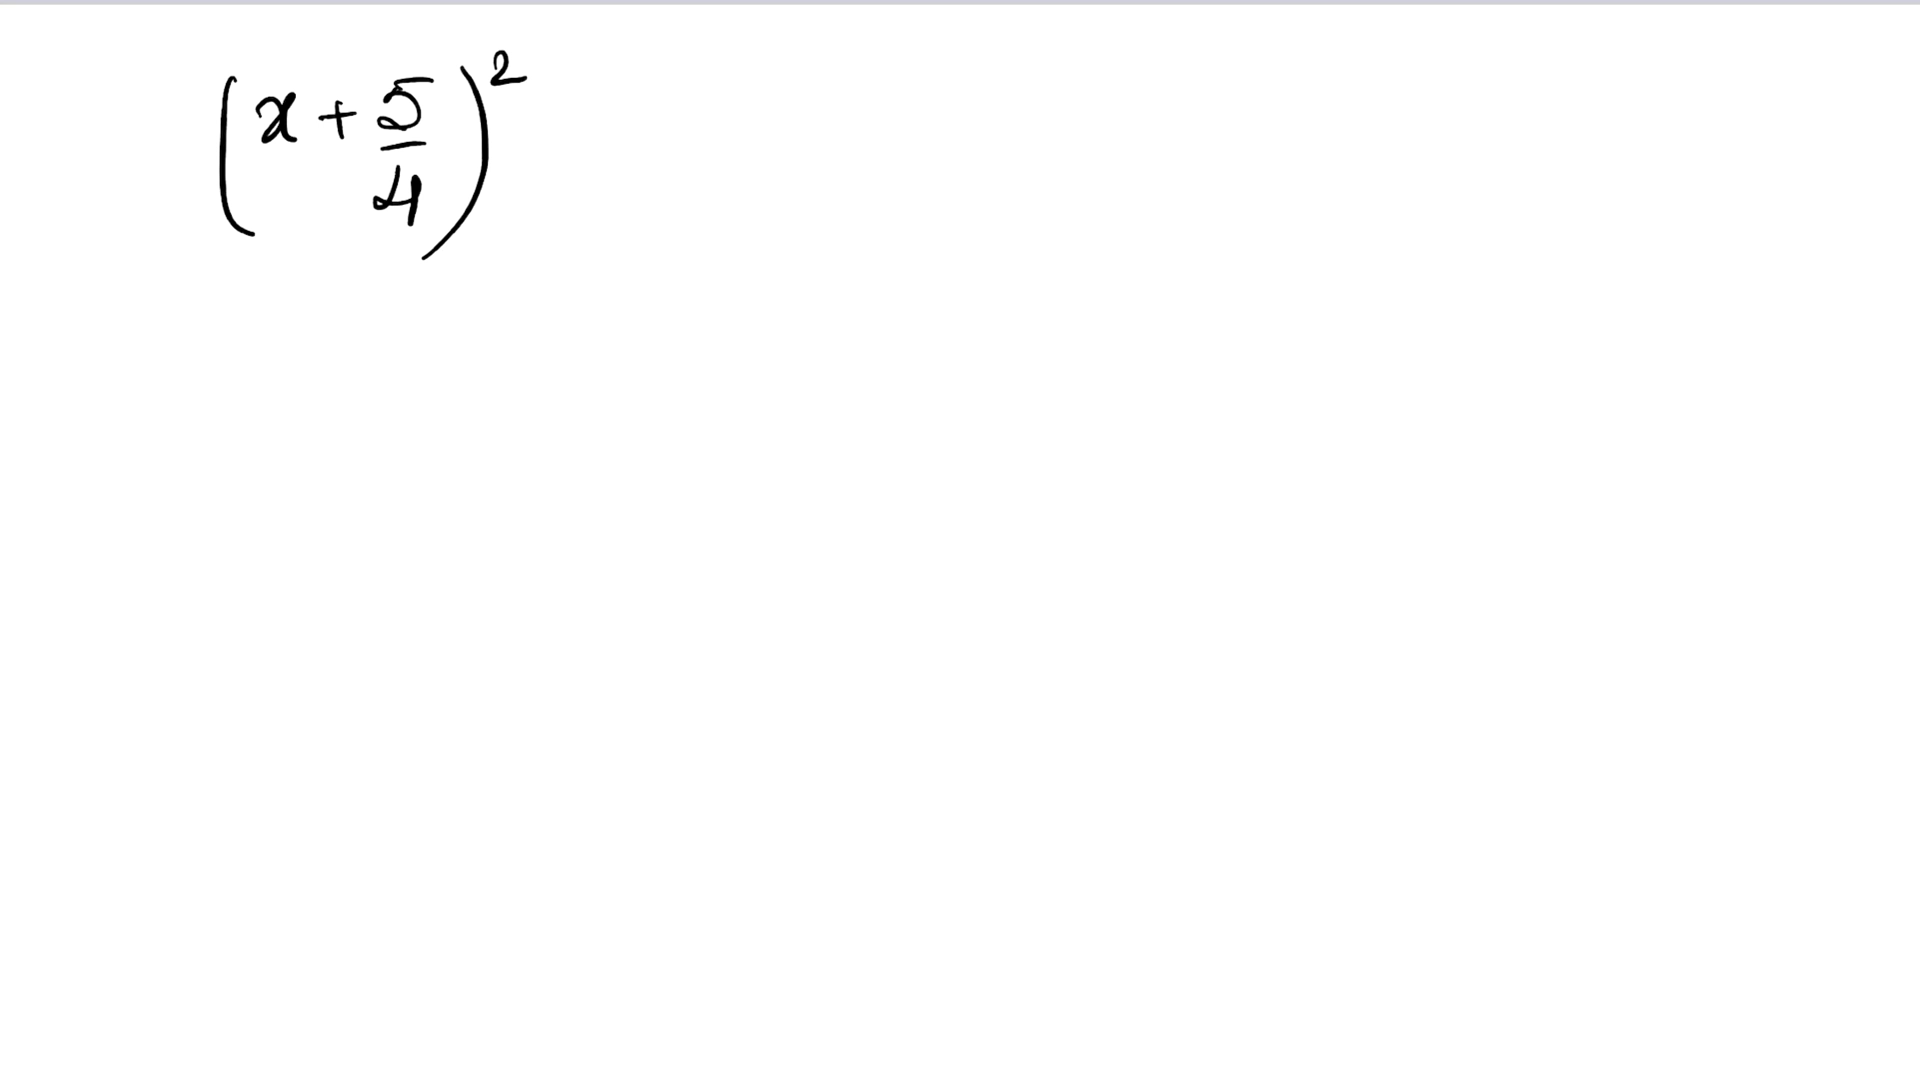 (x + 5/4)²